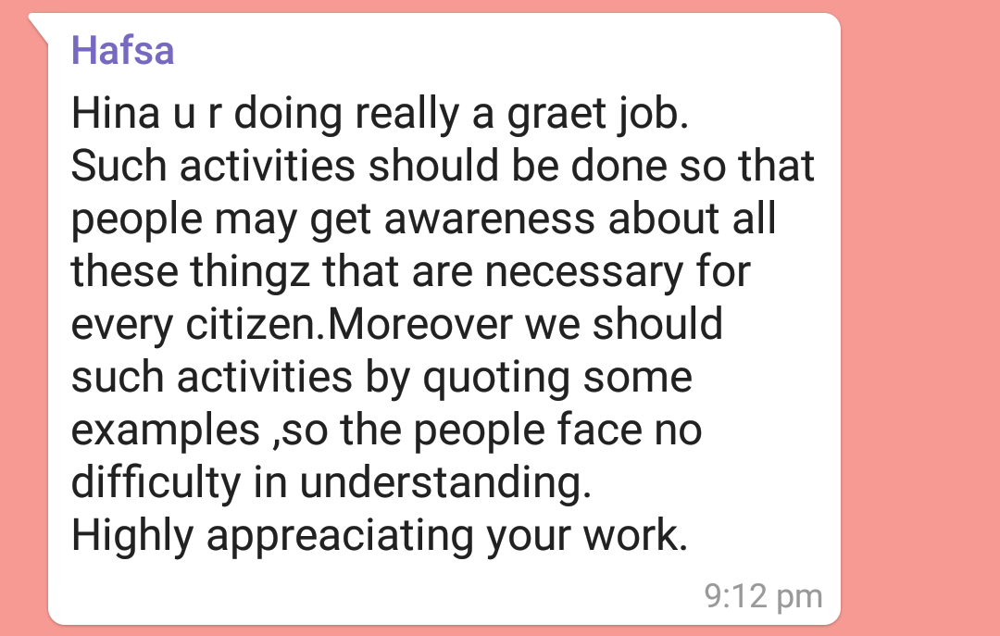 Hafsa
Hina u r doing really a graet job.
Such activities should be done so that
people may get awareness about all
these thingz that are necessary for
every citizen.Moreover we should
such activities by quoting some
examples ,so the people face no
difficulty in understanding.
Highly appreaciating your work.
9:12 pm